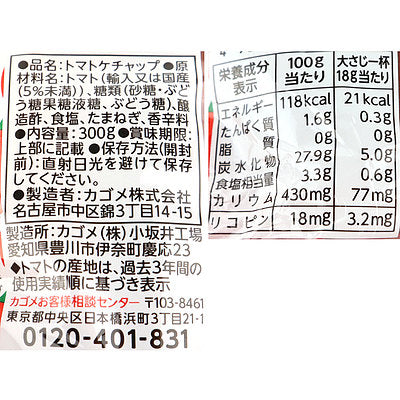 ●品名:トマトケチャップ●原
材料名:トマト(輸入又は国産
(5%未満))、糖類(砂糖・ぶど
う糖果糖液糖、ぶどう糖)、醸
造酢、食塩、たまねぎ、香辛料
●内容量:300g●賞味期限:
上部に記載 ●保存方法(開封
前):直射日光を避けて保存
してください。
●製造者:カゴメ株式会社
名古屋市中区錦3丁目14-15
製造所:カゴメ(株)小坂井工場
愛知県豊川市伊奈町慶応23
◆トマトの産地は、過去3年間の
使用実績順に基づき表示
カゴメお客様相談センター 〒103-8461
東京都中央区日本橋浜町3丁目21-1
0120-401-831
栄養成分表示 100g当たり 大さじ一杯18g当たり
エネルギー 118kcal 21kcal
たんぱく質 1.6g 0.3g
脂質 0g 0g
炭水化物 27.9g 5.0g
食塩相当量 3.3g 0.6g
カリウム 430mg 77mg
リコピン 18mg 3.2mg